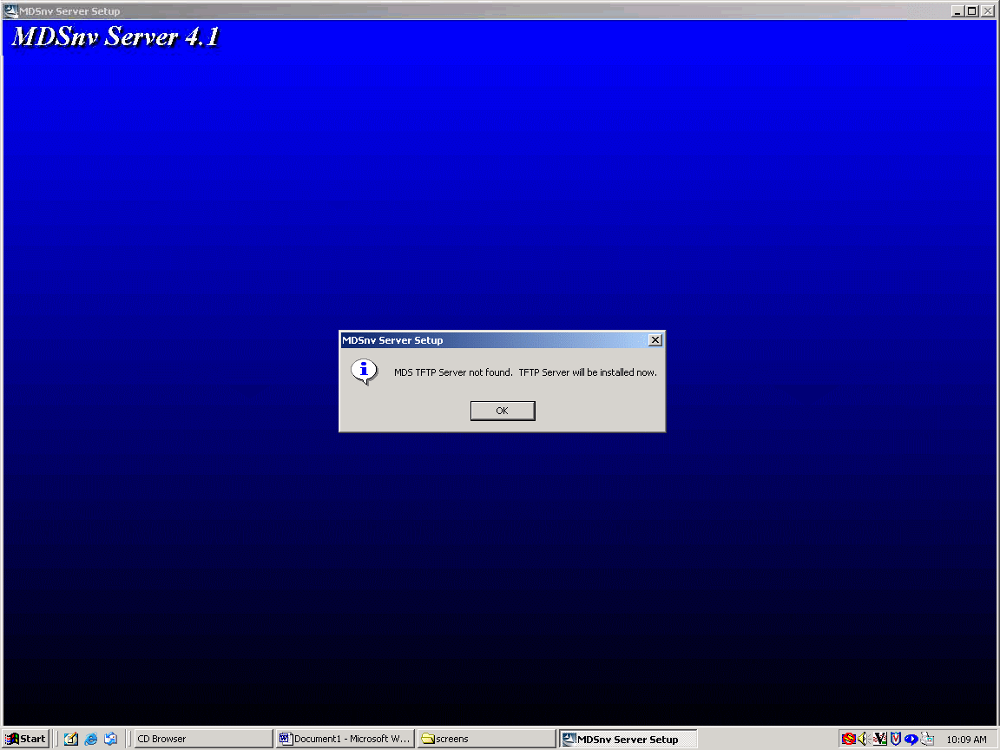 MDSnv Server Setup
MDSnv Server 4.1
MDSnv Server Setup
MDS TFTP Server not found.  TFTP Server will be installed now.
OK
Start
CD Browser
Document1 - Microsoft W...
screens
MDSnv Server Setup
10:09 AM